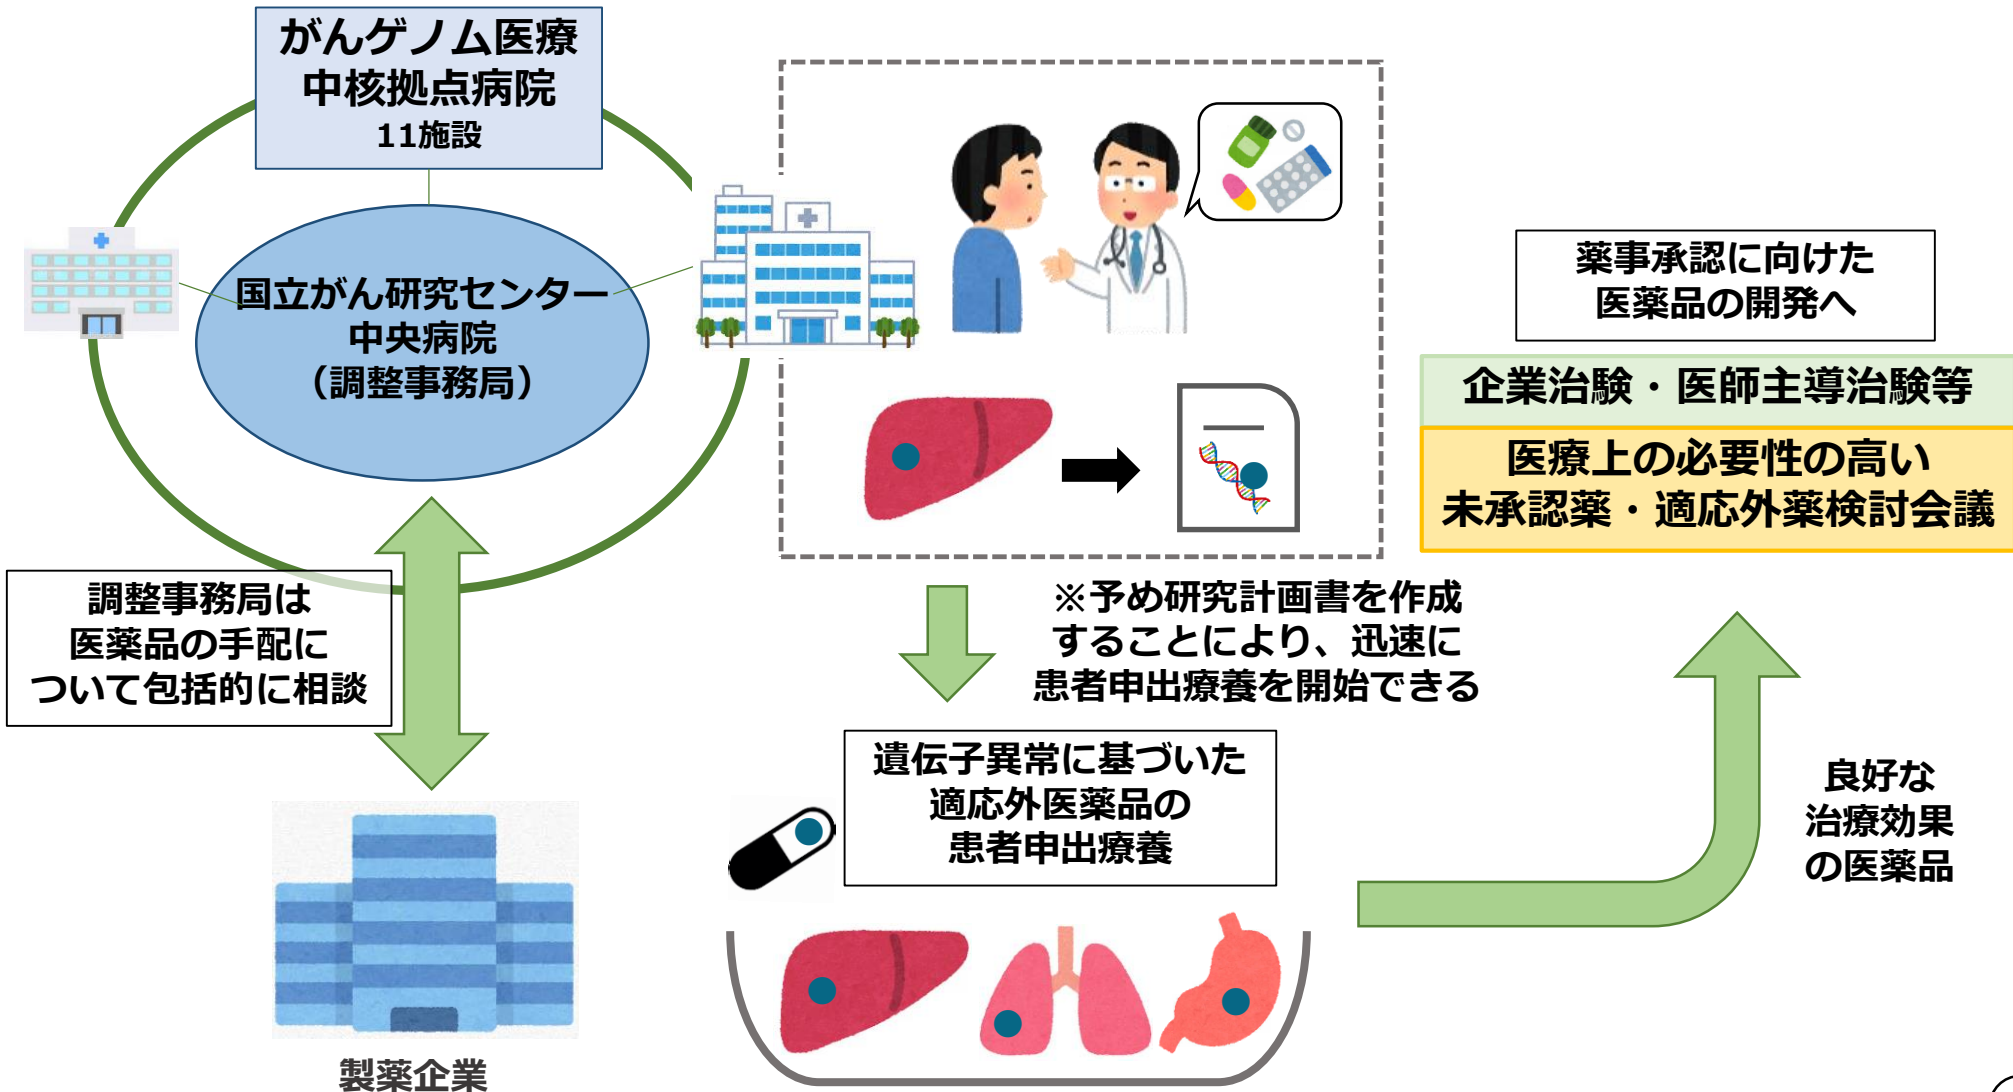 がんゲノム医療
中核拠点病院
11施設
国立がん研究センター
中央病院
（調整事務局）
調整事務局は
医薬品の手配に
ついて包括的に相談
製薬企業
※予め研究計画書を作成
することにより、迅速に
患者申出療養を開始できる
遺伝子異常に基づいた
適応外医薬品の
患者申出療養
薬事承認に向けた
医薬品の開発へ
企業治験・医師主導治験等
医療上の必要性の高い
未承認薬・適応外薬検討会議
良好な
治療効果
の医薬品